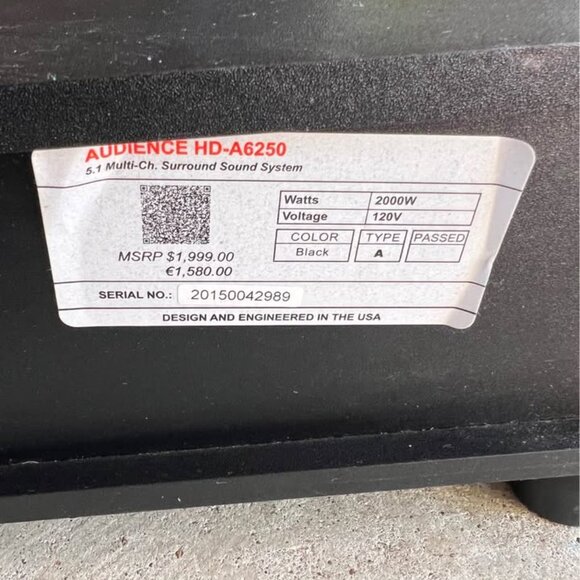 AUDIENCE HD-A6250
5.1 Multi-Ch. Surround Sound System
Watts 2000W
Voltage 120V
COLOR TYPE PASSED
Black A
MSRP $1,999.00
€1,580.00
SERIAL NO.: 20150042989
DESIGN AND ENGINEERED IN THE USA